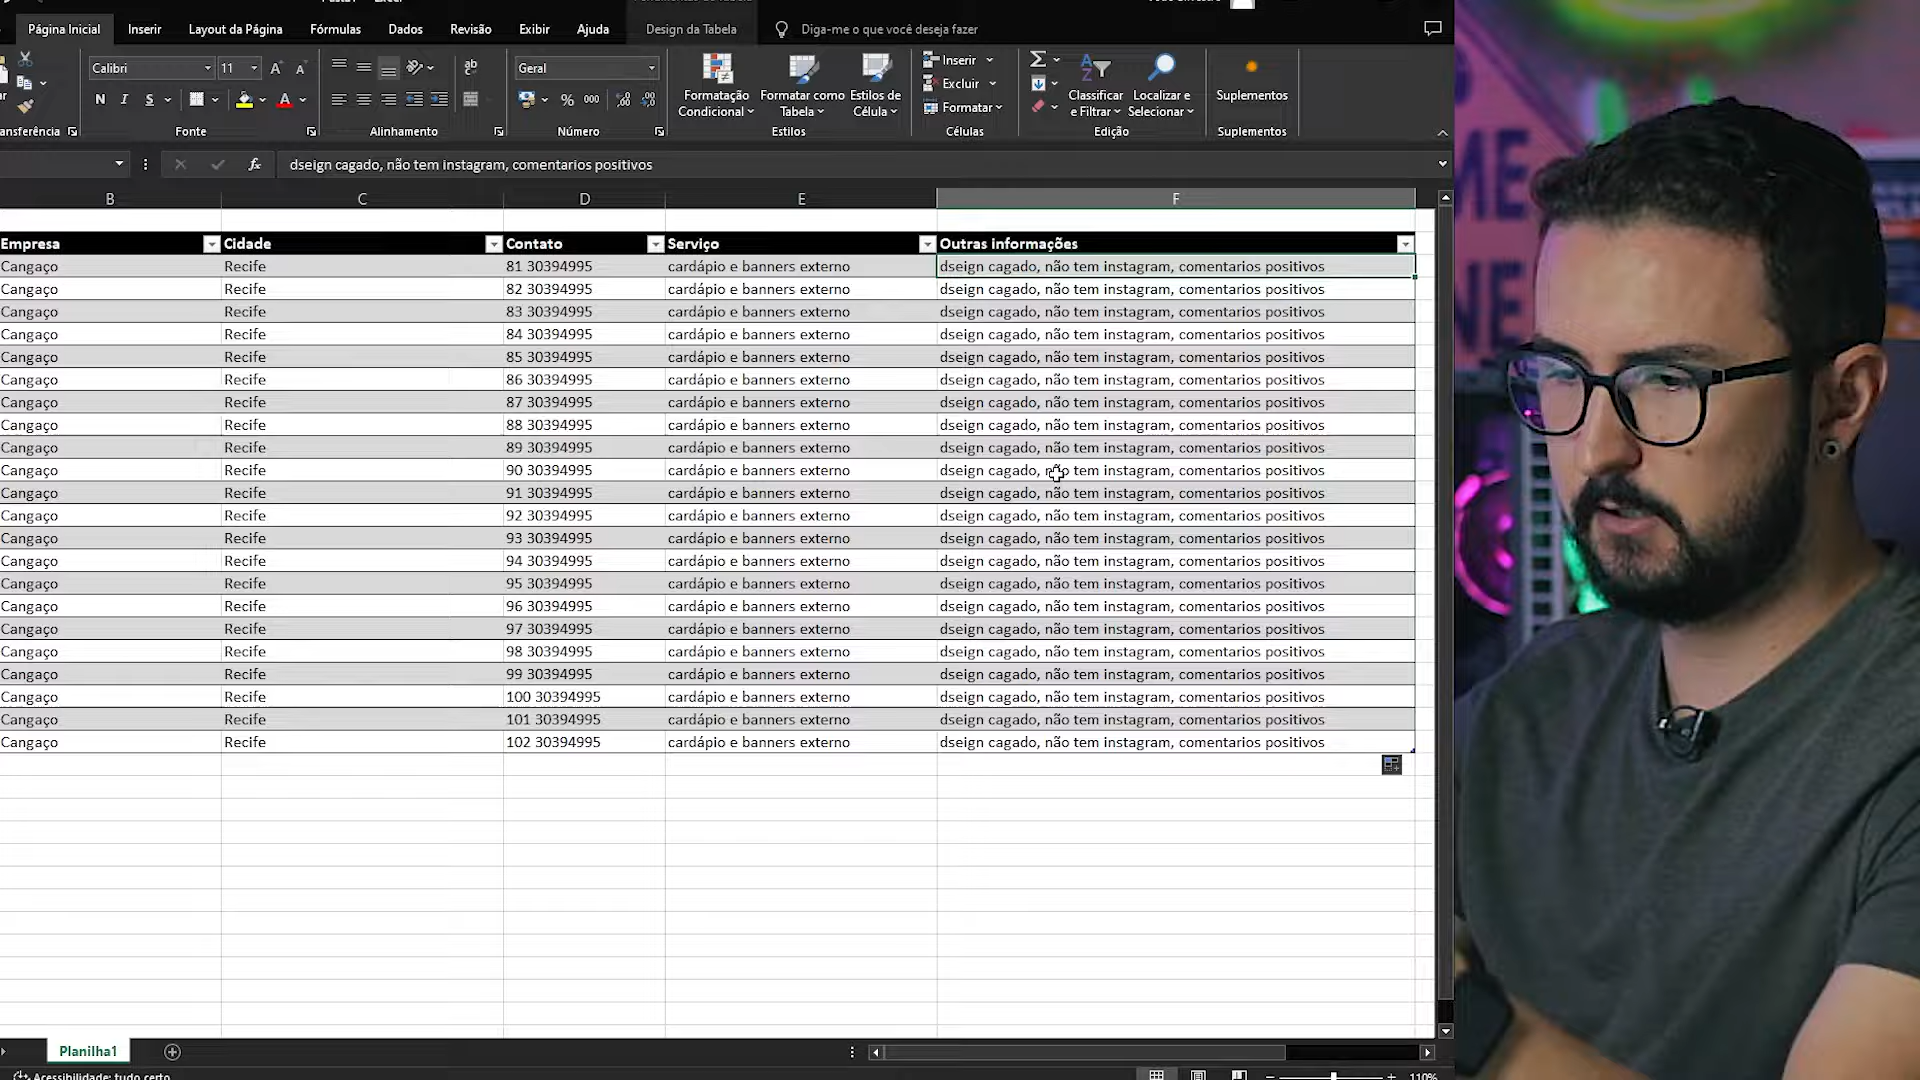 Página Inicial Inserir Layout da Página Fórmulas Dados Revisão Exibir Ajuda Design da Tabela Diga-me o que você deseja fazer
Calibri 11 Geral Inserir
N I S % 000 Formatação Condicional Formatar como Tabela Estilos de Célula Excluir Classificar e Filtrar Localizar e Selecionar Suplementos
Formatar
Fonte Alinhamento Número Estilos Células Edição Suplementos
fx dseign cagado, não tem instagram, comentarios positivos
B C D E F
Empresa Cidade Contato Serviço Outras informações
Cangaço Recife 81 30394995 cardápio e banners externo dseign cagado, não tem instagram, comentarios positivos
Cangaço Recife 82 30394995 cardápio e banners externo dseign cagado, não tem instagram, comentarios positivos
Cangaço Recife 83 30394995 cardápio e banners externo dseign cagado, não tem instagram, comentarios positivos
Cangaço Recife 84 30394995 cardápio e banners externo dseign cagado, não tem instagram, comentarios positivos
Cangaço Recife 85 30394995 cardápio e banners externo dseign cagado, não tem instagram, comentarios positivos
Cangaço Recife 86 30394995 cardápio e banners externo dseign cagado, não tem instagram, comentarios positivos
Cangaço Recife 87 30394995 cardápio e banners externo dseign cagado, não tem instagram, comentarios positivos
Cangaço Recife 88 30394995 cardápio e banners externo dseign cagado, não tem instagram, comentarios positivos
Cangaço Recife 89 30394995 cardápio e banners externo dseign cagado, não tem instagram, comentarios positivos
Cangaço Recife 90 30394995 cardápio e banners externo dseign cagado, não tem instagram, comentarios positivos
Cangaço Recife 91 30394995 cardápio e banners externo dseign cagado, não tem instagram, comentarios positivos
Cangaço Recife 92 30394995 cardápio e banners externo dseign cagado, não tem instagram, comentarios positivos
Cangaço Recife 93 30394995 cardápio e banners externo dseign cagado, não tem instagram, comentarios positivos
Cangaço Recife 94 30394995 cardápio e banners externo dseign cagado, não tem instagram, comentarios positivos
Cangaço Recife 95 30394995 cardápio e banners externo dseign cagado, não tem instagram, comentarios positivos
Cangaço Recife 96 30394995 cardápio e banners externo dseign cagado, não tem instagram, comentarios positivos
Cangaço Recife 97 30394995 cardápio e banners externo dseign cagado, não tem instagram, comentarios positivos
Cangaço Recife 98 30394995 cardápio e banners externo dseign cagado, não tem instagram, comentarios positivos
Cangaço Recife 99 30394995 cardápio e banners externo dseign cagado, não tem instagram, comentarios positivos
Cangaço Recife 100 30394995 cardápio e banners externo dseign cagado, não tem instagram, comentarios positivos
Cangaço Recife 101 30394995 cardápio e banners externo dseign cagado, não tem instagram, comentarios positivos
Cangaço Recife 102 30394995 cardápio e banners externo dseign cagado, não tem instagram, comentarios positivos
Planilha1
Acessibilidade: tudo certo 110%